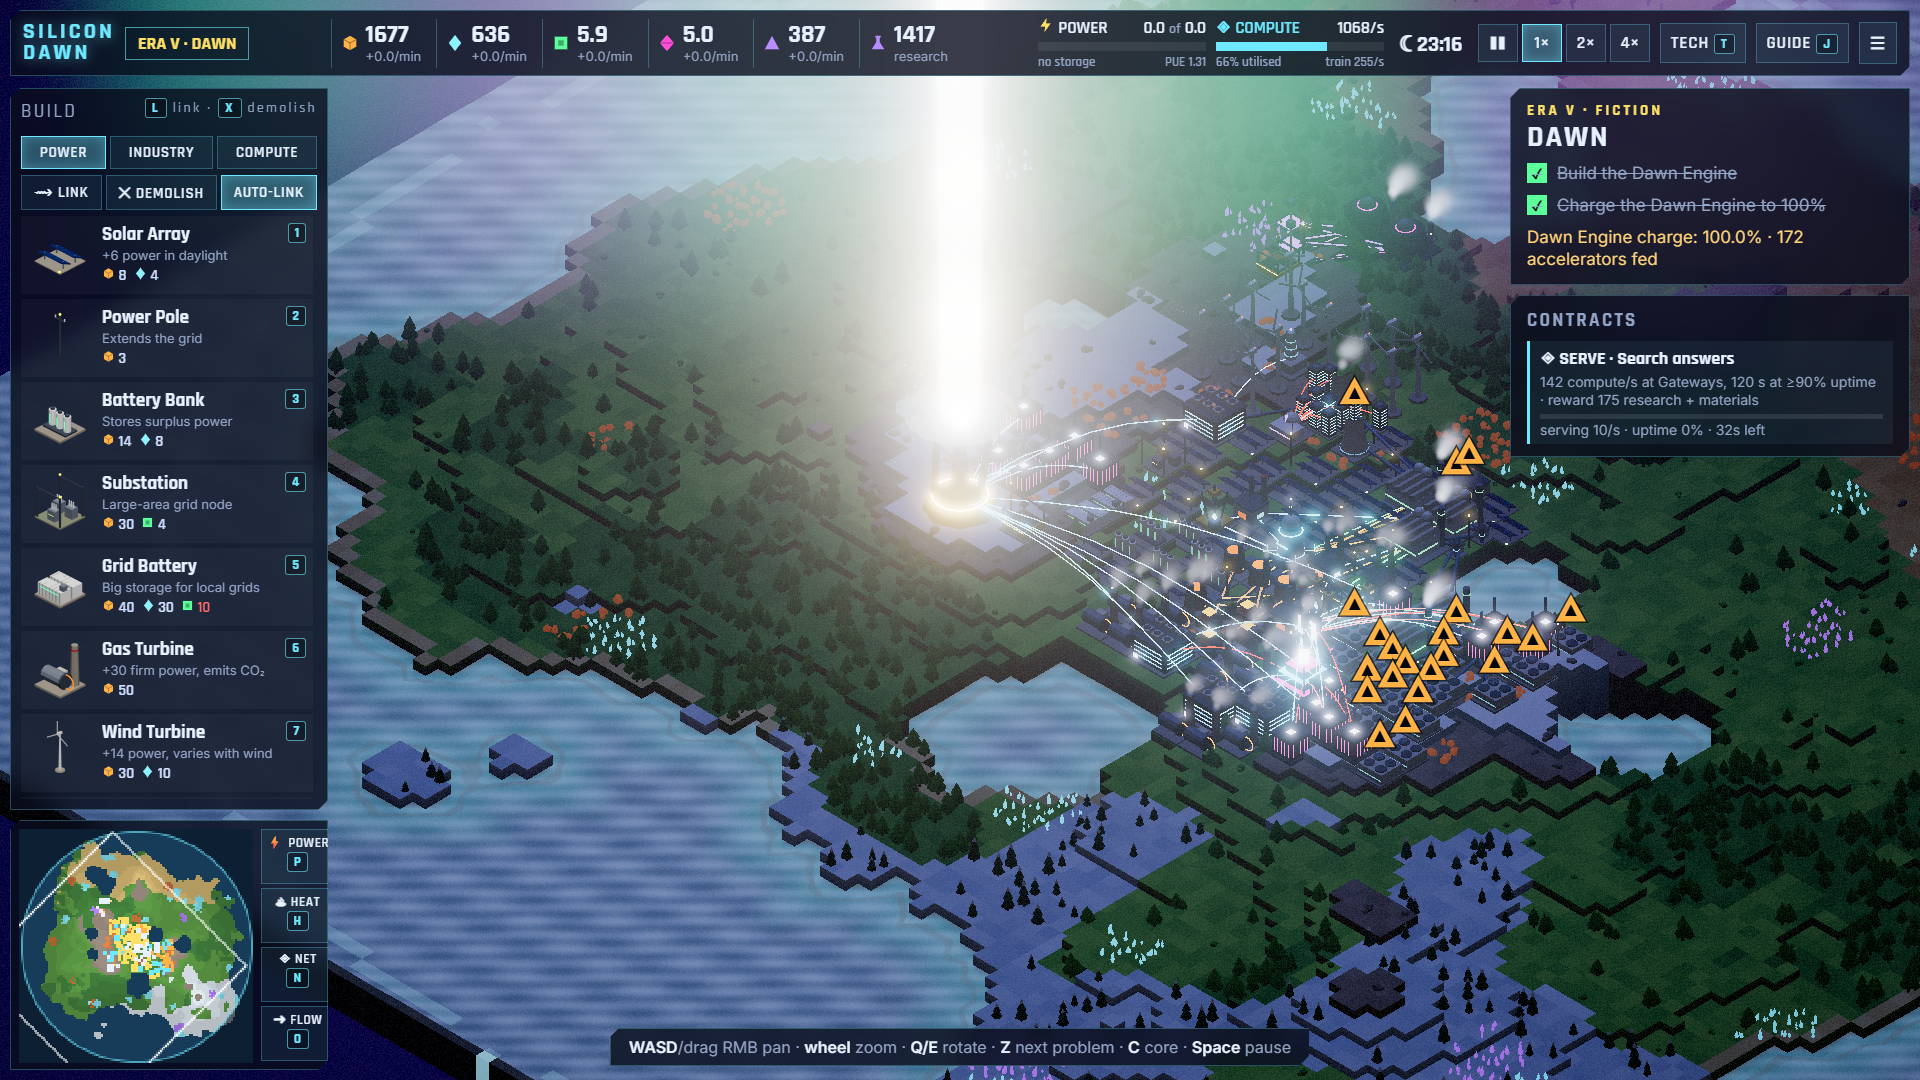 SILICON
DAWN
ERA V · DAWN
1677
+0.0/min
636
+0.0/min
5.9
+0.0/min
5.0
+0.0/min
387
+0.0/min
1417
research
POWER 0.0 of 0.0
no storage PUE 1.31
COMPUTE 1068/s
66% utilised train 255/s
23:16
1×
2×
4×
TECH T
GUIDE J
BUILD
L link · X demolish
POWER
INDUSTRY
COMPUTE
LINK
DEMOLISH
AUTO-LINK
Solar Array 1
+6 power in daylight
8 4
Power Pole 2
Extends the grid
3
Battery Bank 3
Stores surplus power
14 8
Substation 4
Large-area grid node
30 4
Grid Battery 5
Big storage for local grids
40 30 10
Gas Turbine 6
+30 firm power, emits CO₂
50
Wind Turbine 7
+14 power, varies with wind
30 10
POWER
P
HEAT
H
NET
N
FLOW
O
ERA V · FICTION
DAWN
Build the Dawn Engine
Charge the Dawn Engine to 100%
Dawn Engine charge: 100.0% · 172
accelerators fed
CONTRACTS
SERVE · Search answers
142 compute/s at Gateways, 120 s at ≥90% uptime
· reward 175 research + materials
serving 10/s · uptime 0% · 32s left
WASD/drag RMB pan · wheel zoom · Q/E rotate · Z next problem · C core · Space pause